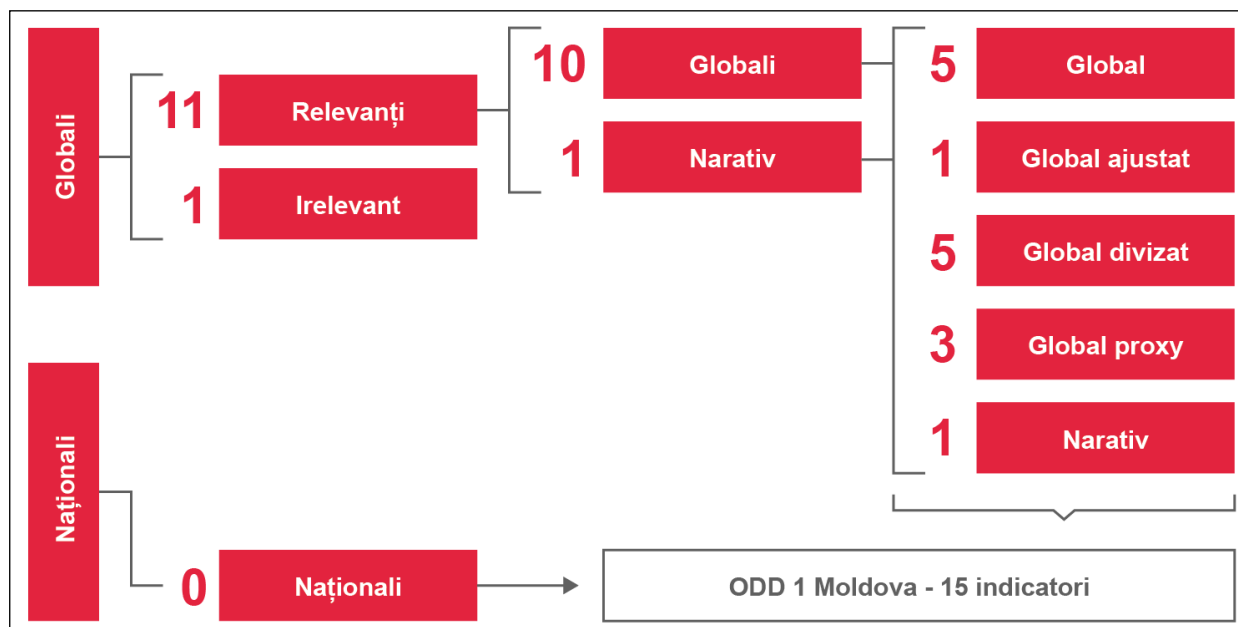 Globali
11
Relevanți
1
Irelevant
10
Globali
1
Narativ
5
Global
1
Global ajustat
5
Global divizat
3
Global proxy
1
Narativ
Naționali
0
Naționali
ODD 1 Moldova - 15 indicatori